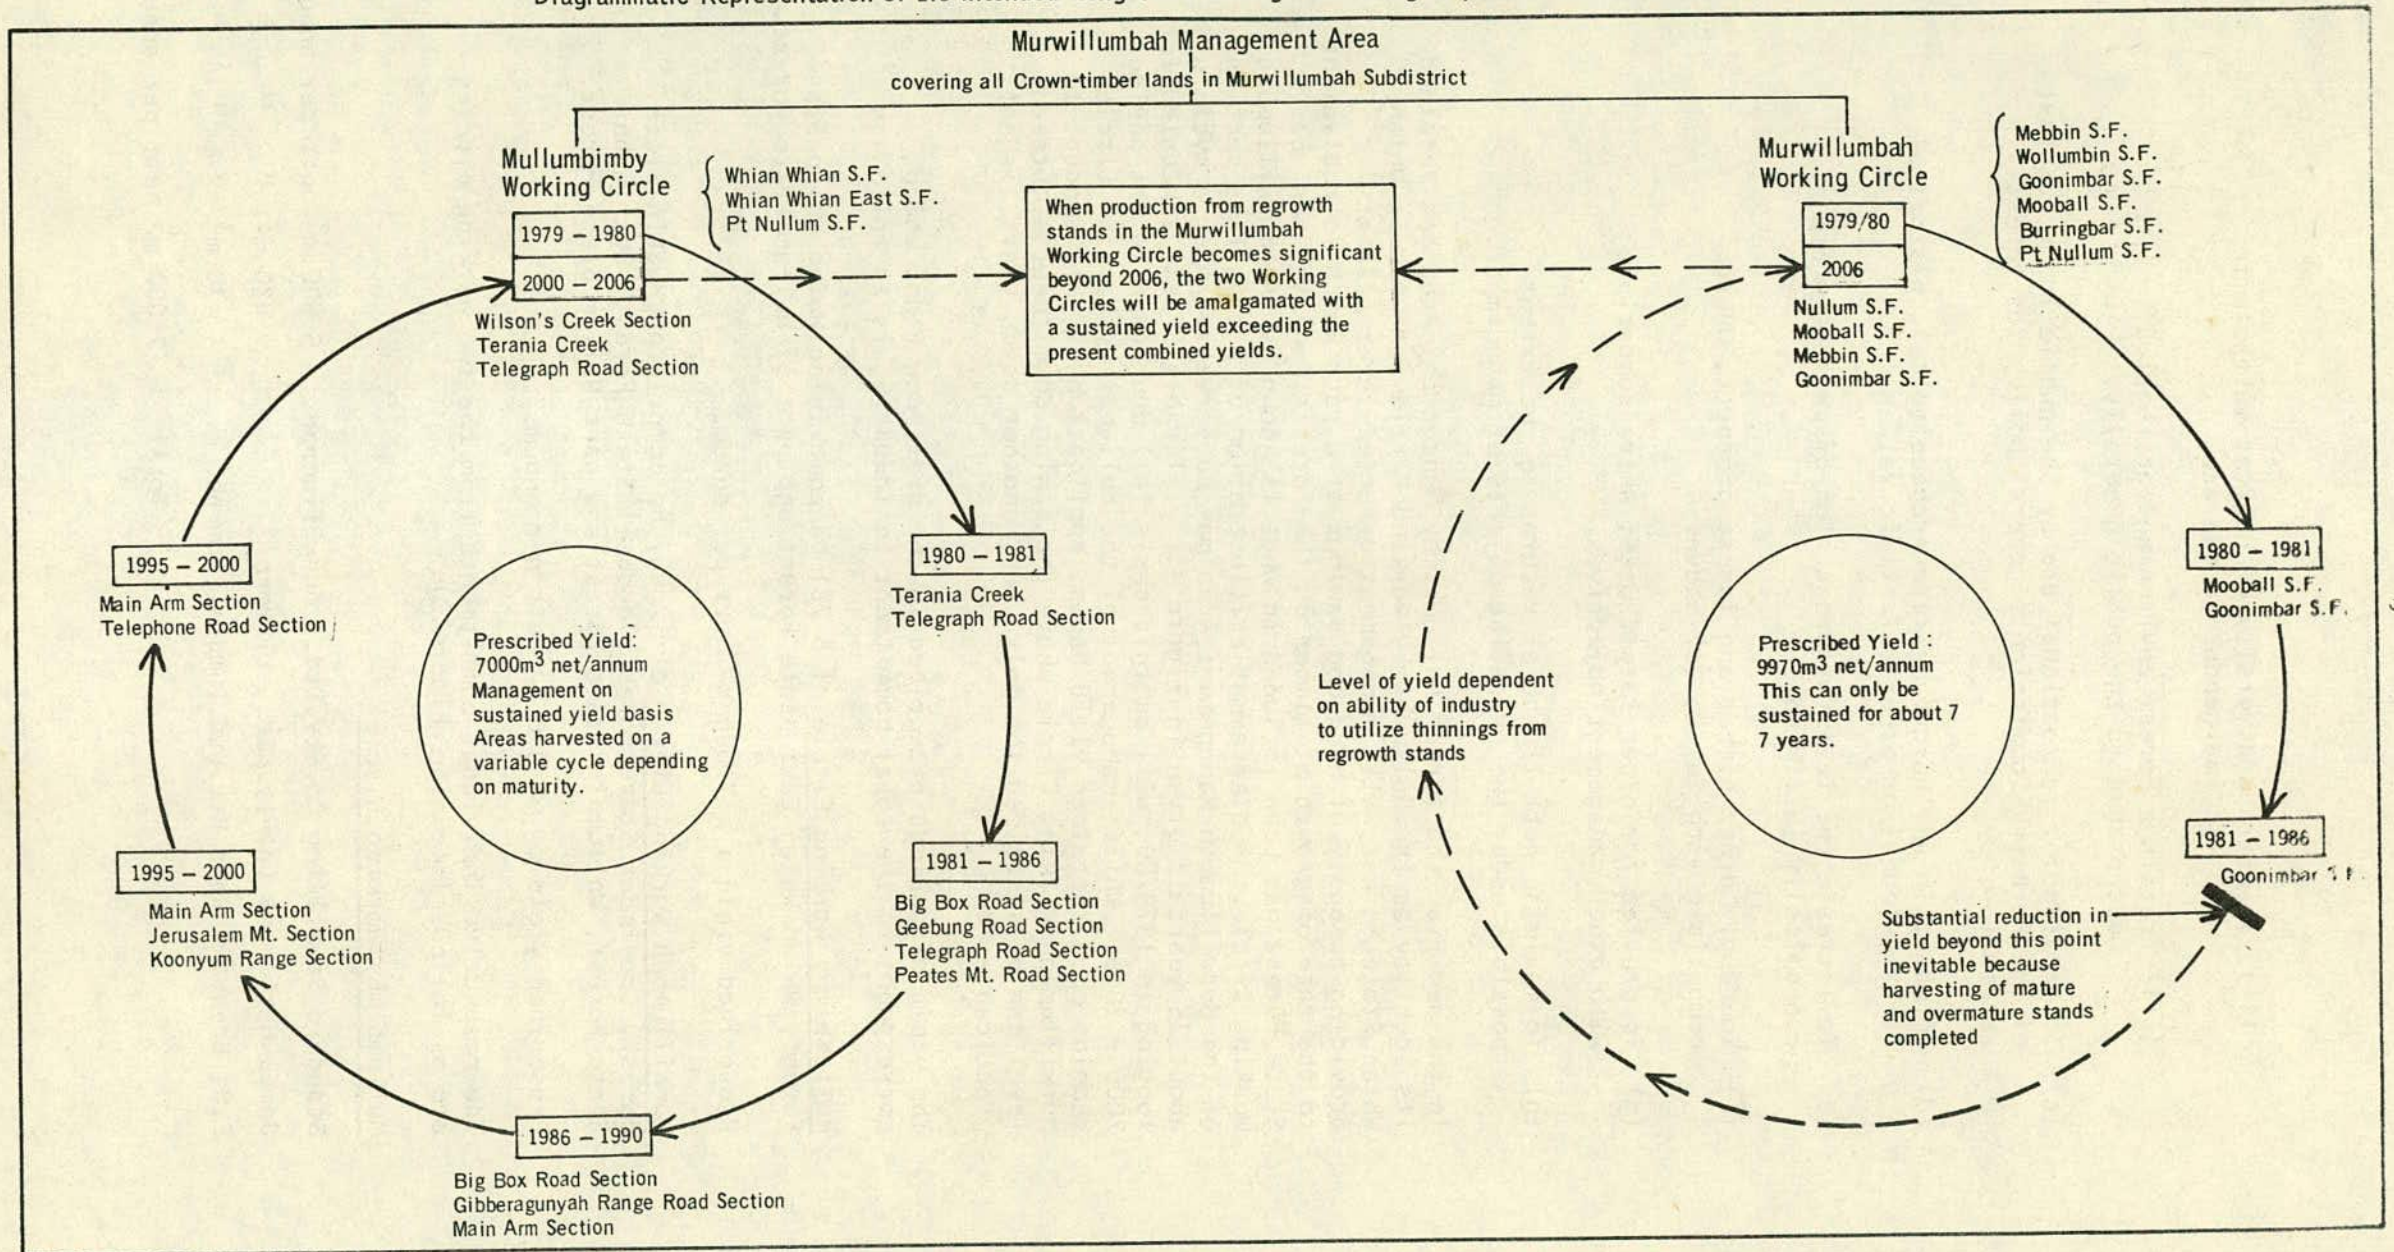 Murwillumbah Management Area
covering all Crown-timber lands in Murwillumbah Subdistrict
Mullumbimby
Working Circle
Whian Whian S.F.
Whian Whian East S.F.
Pt Nullum S.F.
1979 – 1980
2000 – 2006
Wilson's Creek Section
Terania Creek
Telegraph Road Section
When production from regrowth
stands in the Murwillumbah
Working Circle becomes significant
beyond 2006, the two Working
Circles will be amalgamated with
a sustained yield exceeding the
present combined yields.
Murwillumbah
Working Circle
Mebbin S.F.
Wollumbin S.F.
Goonimbar S.F.
Mooball S.F.
Burringbar S.F.
Pt Nullum S.F.
1979/80
2006
Nullum S.F.
Mooball S.F.
Mebbin S.F.
Goonimbar S.F.
1980 – 1981
Terania Creek
Telegraph Road Section
1981 – 1986
Big Box Road Section
Geebung Road Section
Telegraph Road Section
Peates Mt. Road Section
1986 – 1990
Big Box Road Section
Gibberagunyah Range Road Section
Main Arm Section
1995 – 2000
Main Arm Section
Jerusalem Mt. Section
Koonyum Range Section
1995 – 2000
Main Arm Section
Telephone Road Section
Prescribed Yield:
7000m³ net/annum
Management on
sustained yield basis
Areas harvested on a
variable cycle depending
on maturity.
1980 – 1981
Mooball S.F.
Goonimbar S.F.
1981 – 1986
Goonimbar
Substantial reduction in
yield beyond this point
inevitable because
harvesting of mature
and overmature stands
completed
Level of yield dependent
on ability of industry
to utilize thinnings from
regrowth stands
Prescribed Yield :
9970m³ net/annum
This can only be
sustained for about 7
7 years.